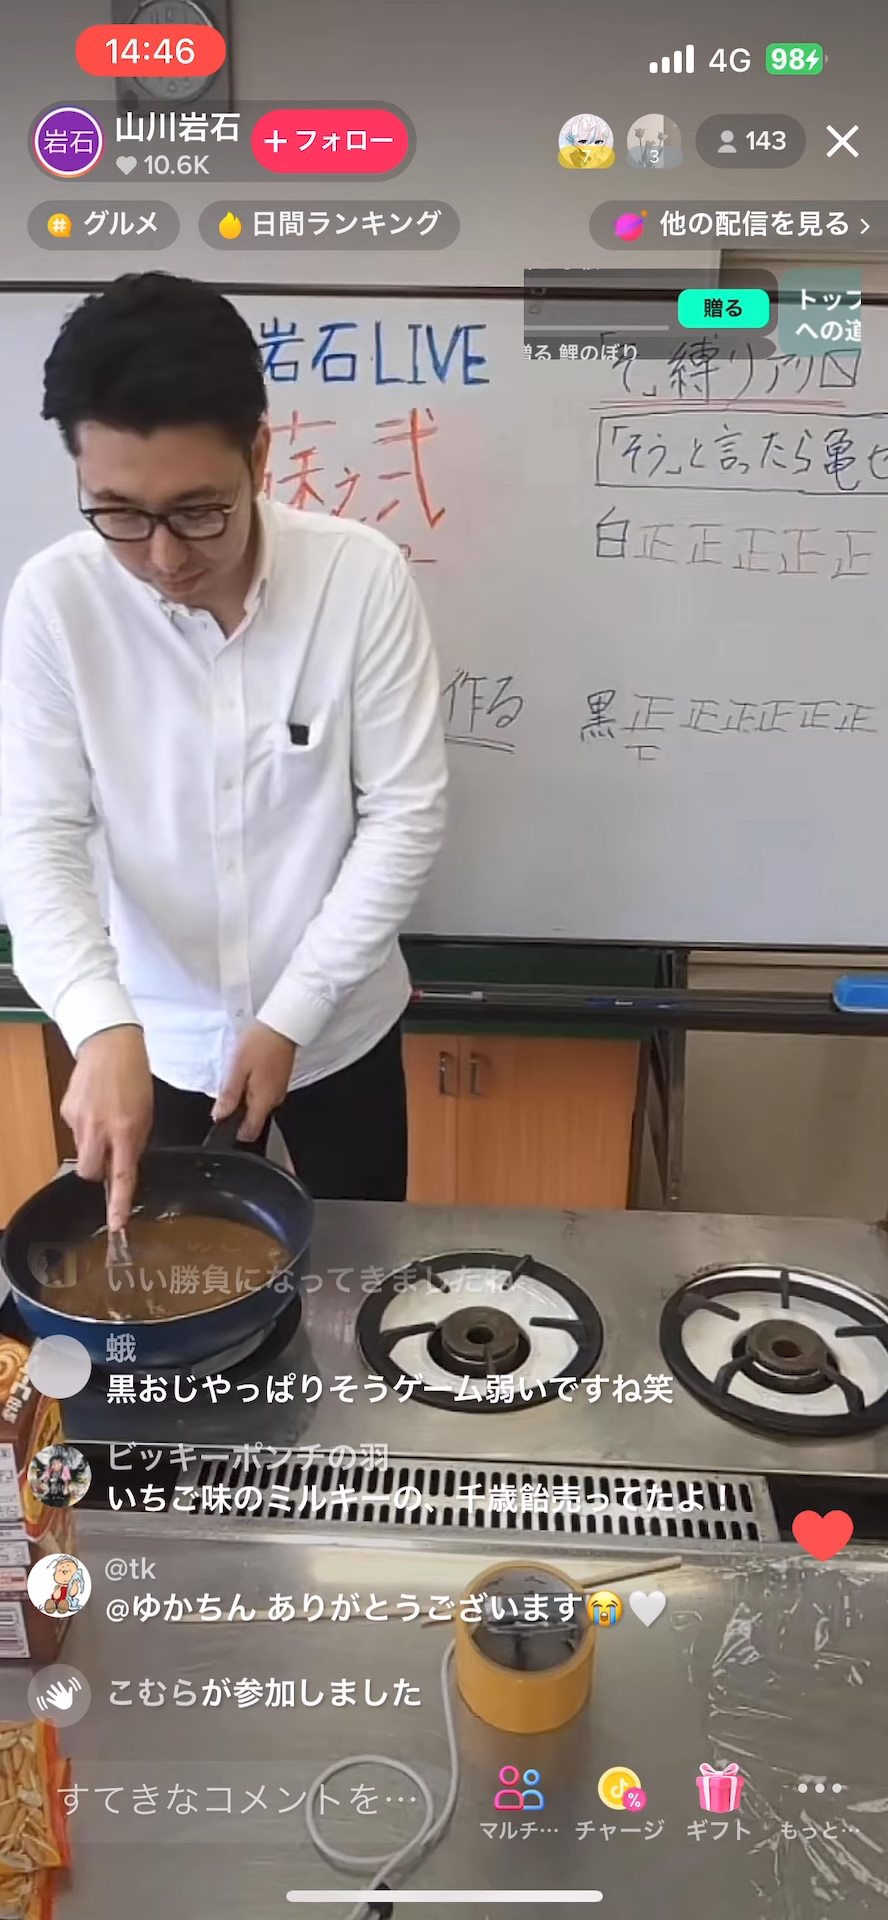 14:46
4G 98
岩石
山川岩石
10.6K
+ フォロー
3
143
グルメ
日間ランキング
他の配信を見る
贈る
トップ
への道
贈る 鯉のぼり
岩石LIVE
「そ」縛りアリ
「そう」と言ったら亀
白 正正正正正
作る
黒 正正正正正正
下
いい勝負になってきましたね
蛾
黒おじやっぱりそうゲーム弱いですね笑
ビッキーポンチの羽
いちご味のミルキーの、千歳飴売ってたよ！
@tk
@ゆかちん ありがとうございます😭🤍
こむらが参加しました
すてきなコメントを…
マルチ…
チャージ
ギフト
もっと…